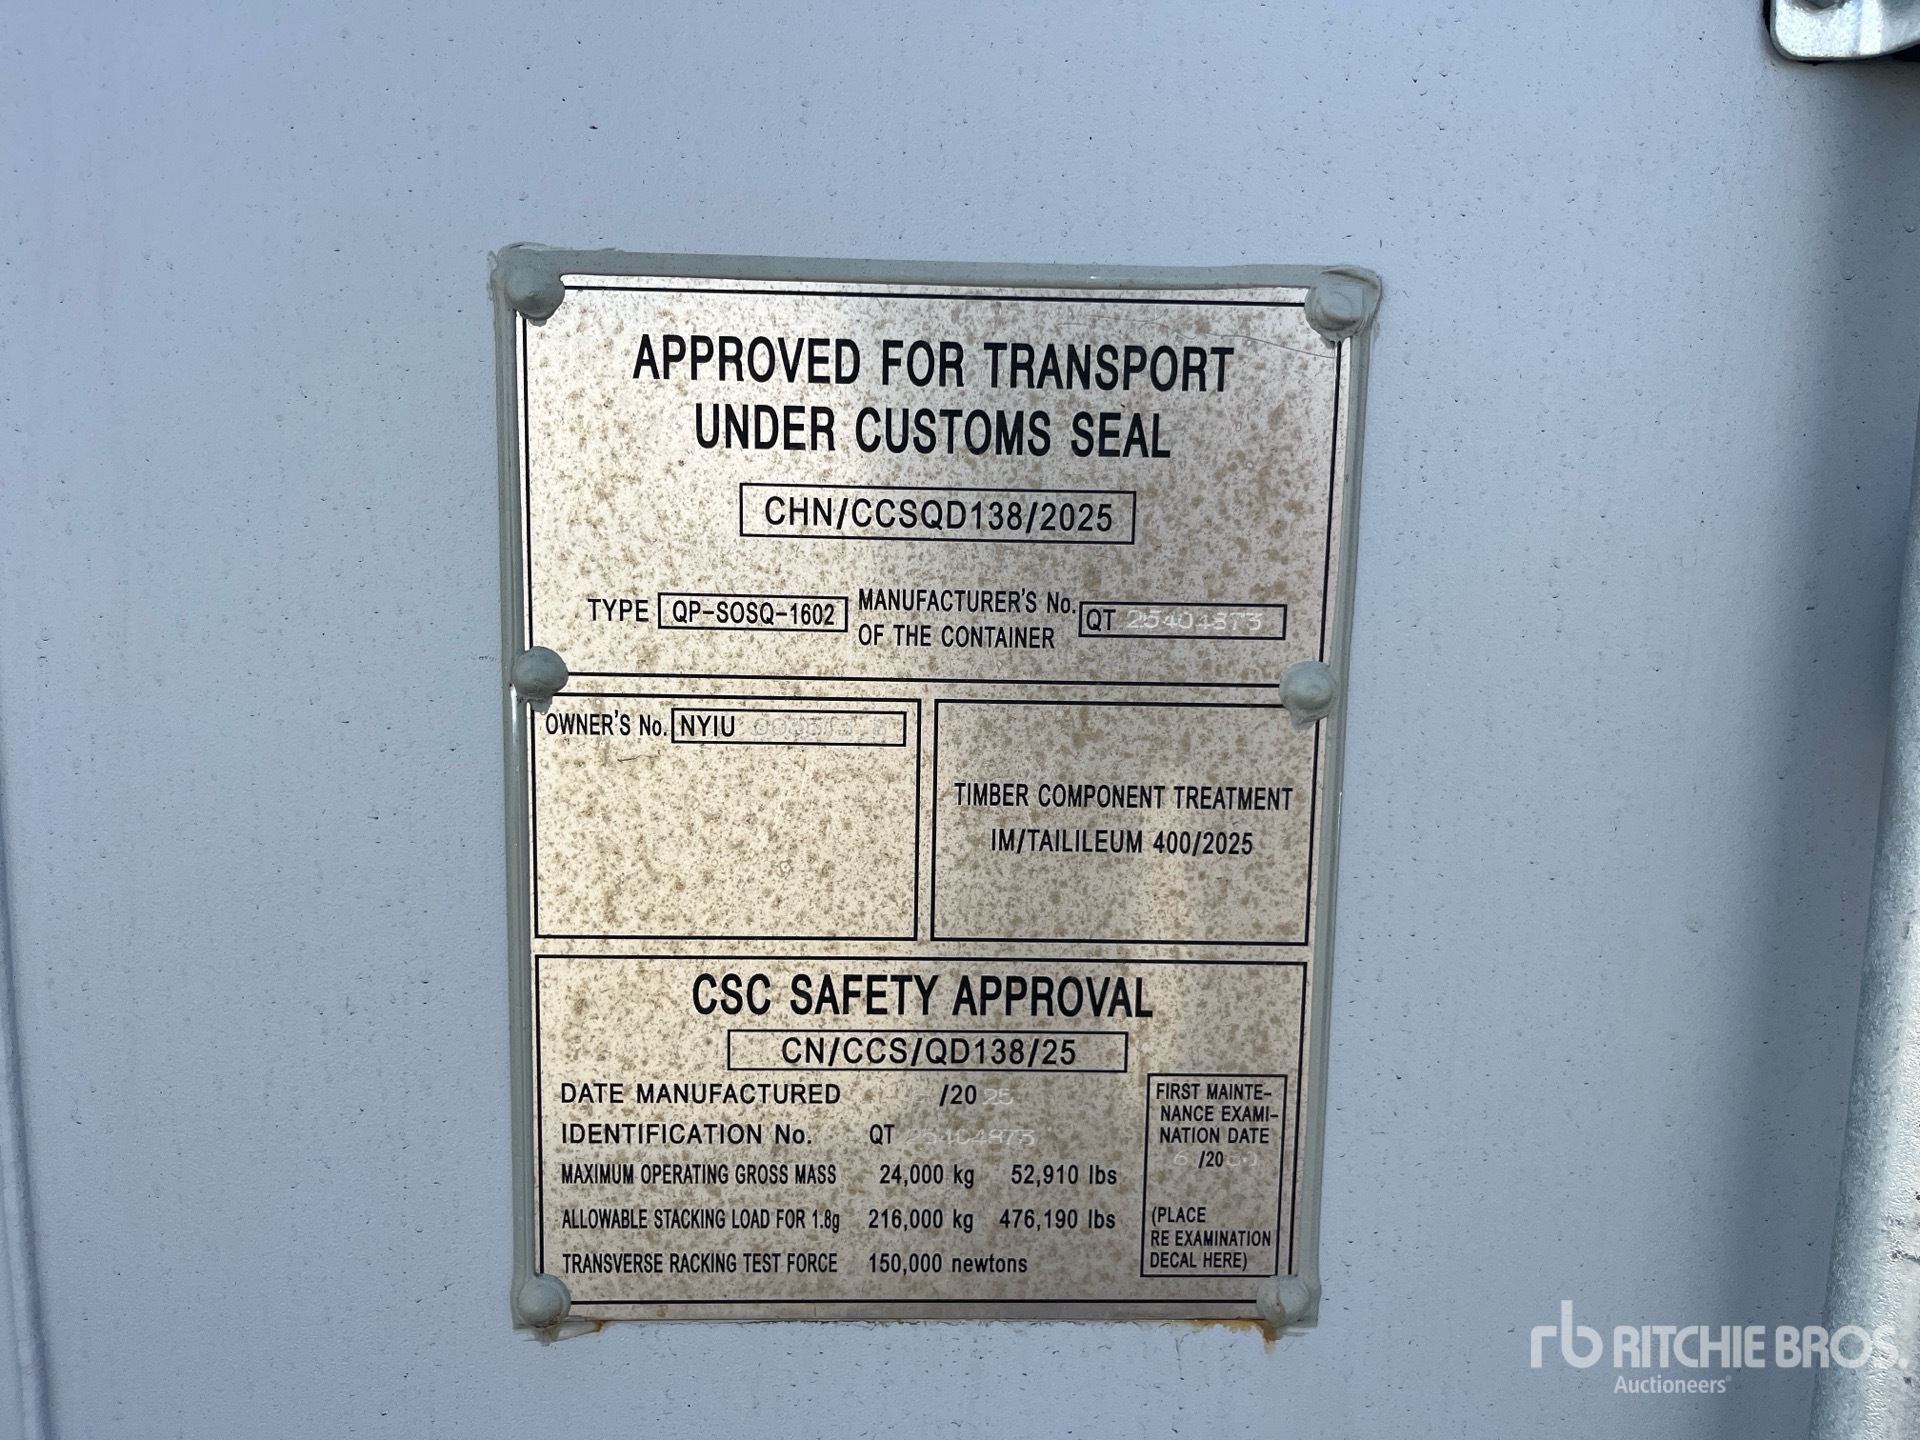 APPROVED FOR TRANSPORT
UNDER CUSTOMS SEAL
CHN/CCSQD138/2025
TYPE QP-SOSQ-1602 MANUFACTURER'S No. OF THE CONTAINER QT 25404873
OWNER'S No. NYIU
TIMBER COMPONENT TREATMENT
IM/TAILILEUM 400/2025
CSC SAFETY APPROVAL
CN/CCS/QD138/25
DATE MANUFACTURED /20 25
IDENTIFICATION No. QT 25404873
MAXIMUM OPERATING GROSS MASS 24,000 kg 52,910 lbs
ALLOWABLE STACKING LOAD FOR 1.8g 216,000 kg 476,190 lbs
TRANSVERSE RACKING TEST FORCE 150,000 newtons
FIRST MAINTE-
NANCE EXAMI-
NATION DATE
/20
(PLACE
RE EXAMINATION
DECAL HERE)
rb RITCHIE BROS.
Auctioneers